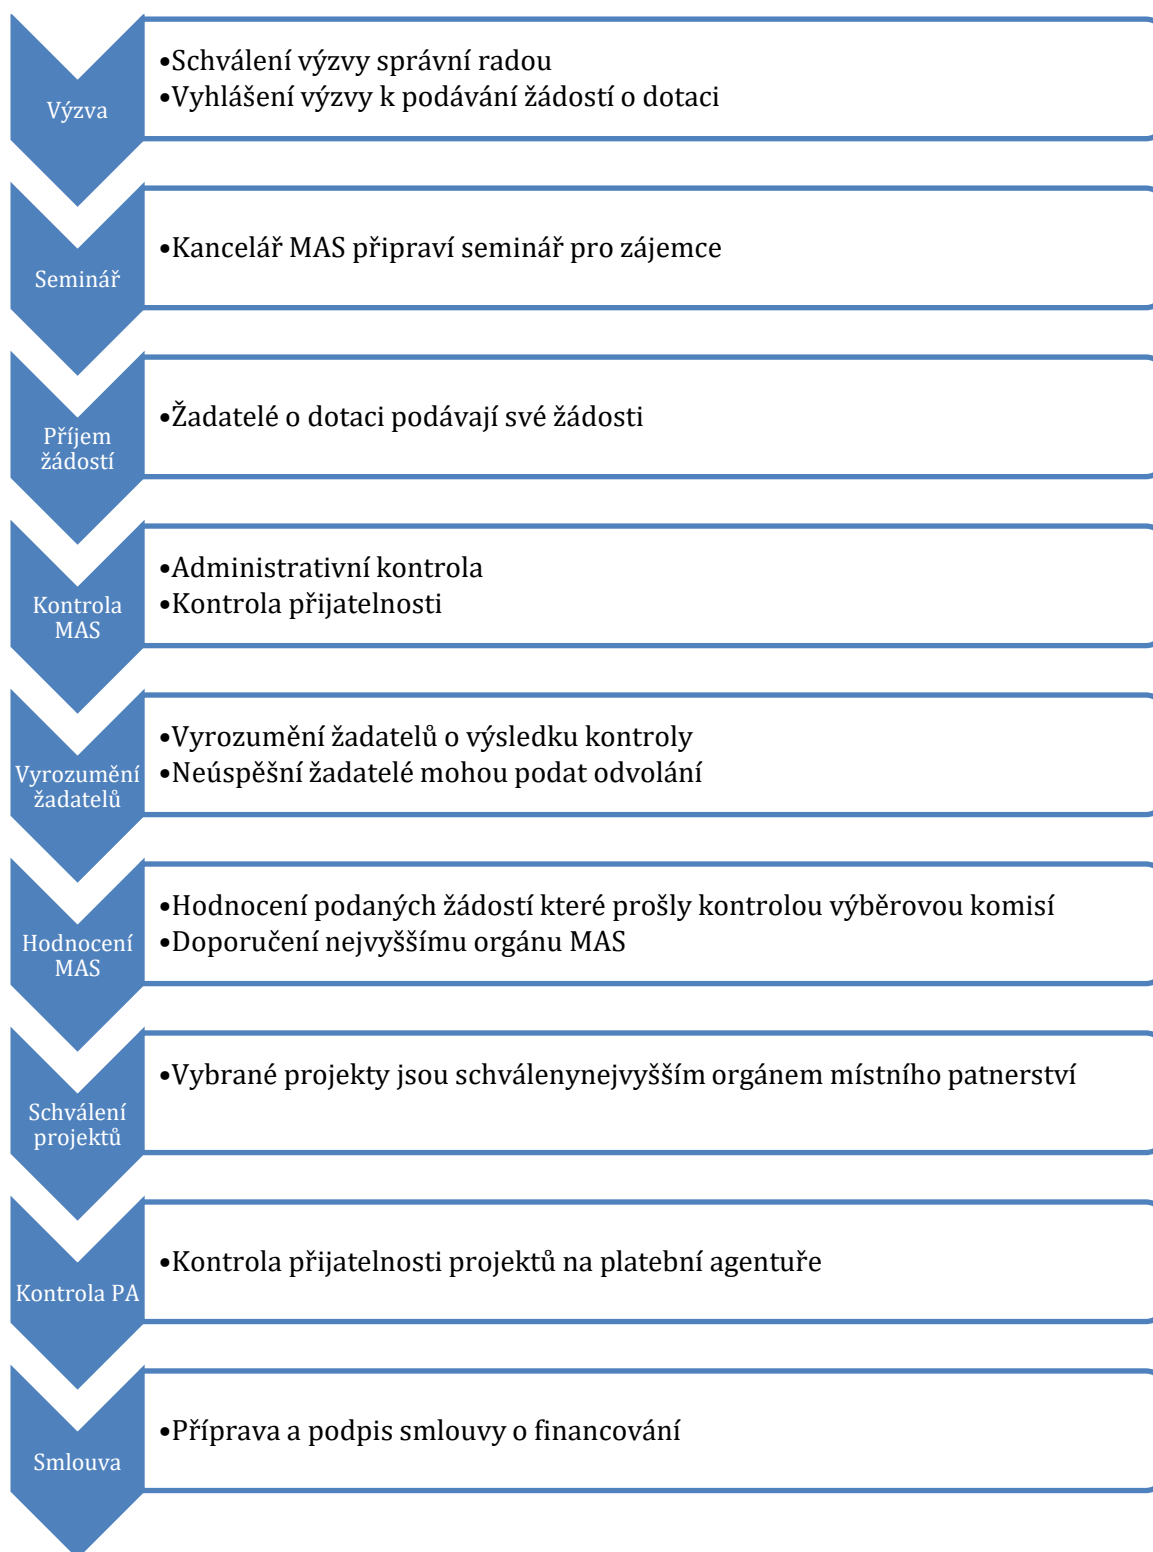 Výzva
•Schválení výzvy správní radou
•Vyhlášení výzvy k podávání žádostí o dotaci
Seminář
•Kancelář MAS připraví seminář pro zájemce
Příjem
žádostí
•Žadatelé o dotaci podávají své žádosti
Kontrola
MAS
•Administrativní kontrola
•Kontrola přijatelnosti
Vyrozumění
žadatelů
•Vyrozumění žadatelů o výsledku kontroly
•Neúspěšní žadatelé mohou podat odvolání
Hodnocení
MAS
•Hodnocení podaných žádostí které prošly kontrolou výběrovou komisí
•Doporučení nejvyššímu orgánu MAS
Schválení
projektů
•Vybrané projekty jsou schválenynejvyšším orgánem místního patnerství
Kontrola PA
•Kontrola přijatelnosti projektů na platební agentuře
Smlouva
•Příprava a podpis smlouvy o financování